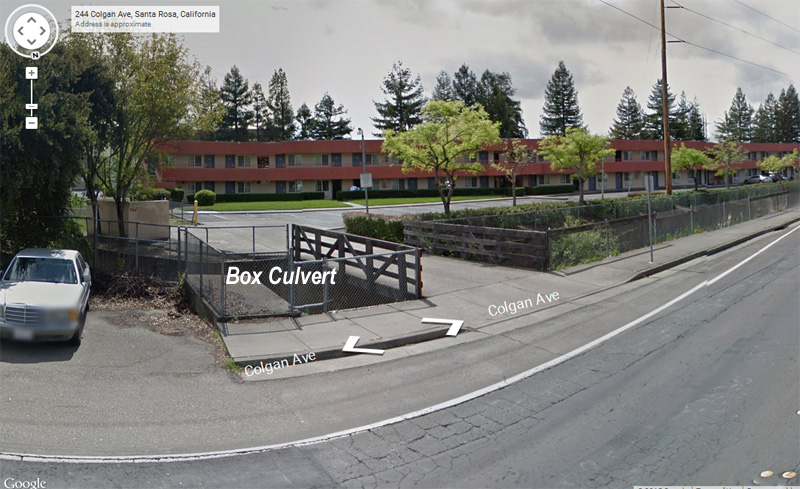 244 Colgan Ave, Santa Rosa, California
Address is approximate
N
Box Culvert
Colgan Ave
Colgan Ave
Google